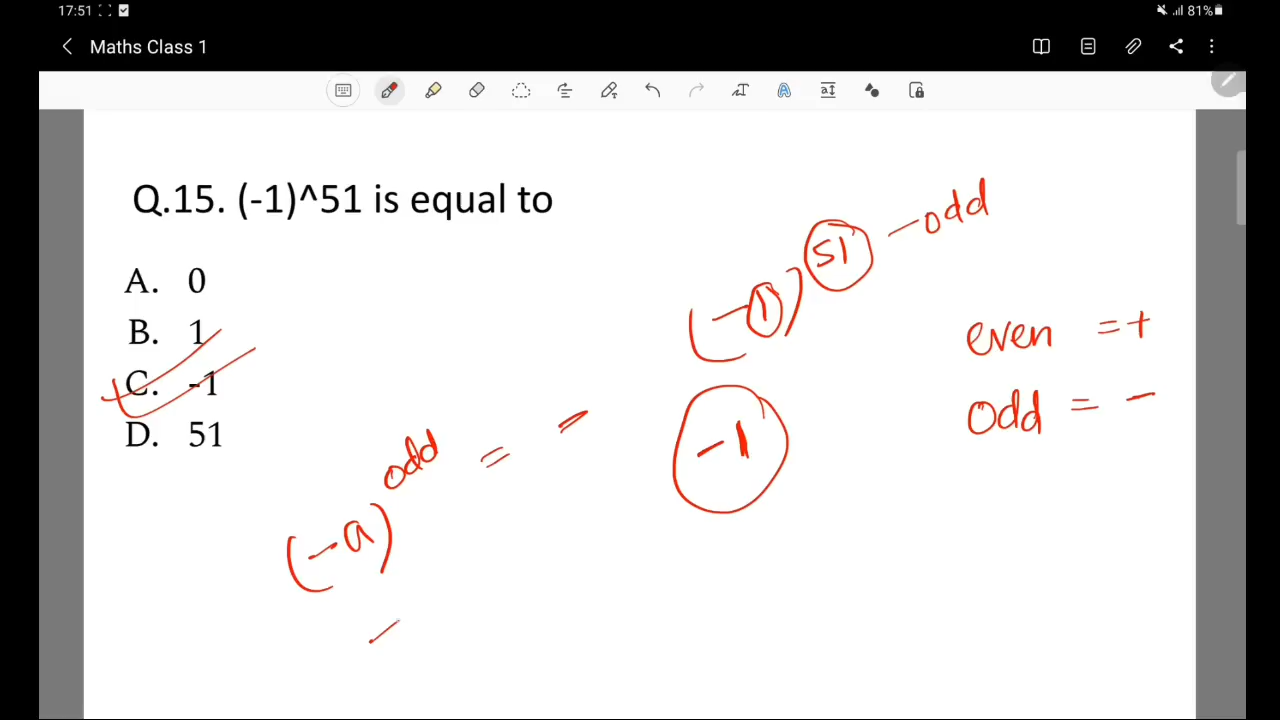 17:51 81%
Maths Class 1
Q.15. (-1)^51 is equal to
A. 0
B. 1
C. -1
D. 51
(-1)^51 -odd
even = +
odd = -
-1
(-a)^odd = -